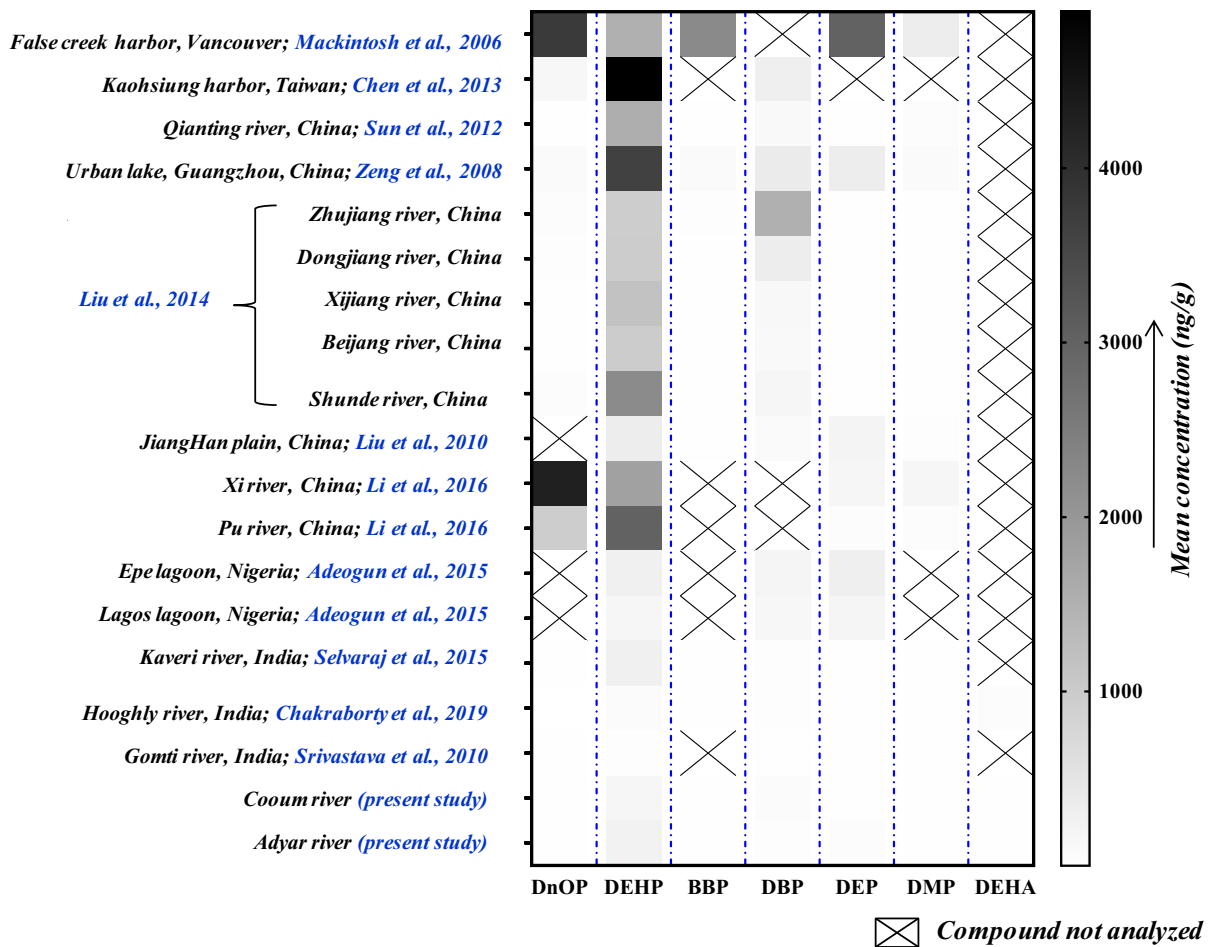 False creek harbor, Vancouver; Mackintosh et al., 2006
Kaohsiung harbor, Taiwan; Chen et al., 2013
Qianting river, China; Sun et al., 2012
Urban lake, Guangzhou, China; Zeng et al., 2008
Zhujiang river, China
Dongjiang river, China
Liu et al., 2014
Xijiang river, China
Beijang river, China
Shunde river, China
JiangHan plain, China; Liu et al., 2010
Xi river, China; Li et al., 2016
Pu river, China; Li et al., 2016
Epe lagoon, Nigeria; Adeogun et al., 2015
Lagos lagoon, Nigeria; Adeogun et al., 2015
Kaveri river, India; Selvaraj et al., 2015
Hooghly river, India; Chakraborty et al., 2019
Gomti river, India; Srivastava et al., 2010
Cooum river (present study)
Adyar river (present study)
DnOP DEHP BBP DBP DEP DMP DEHA
4000
3000
2000
1000
Mean concentration (ng/g)
Compound not analyzed